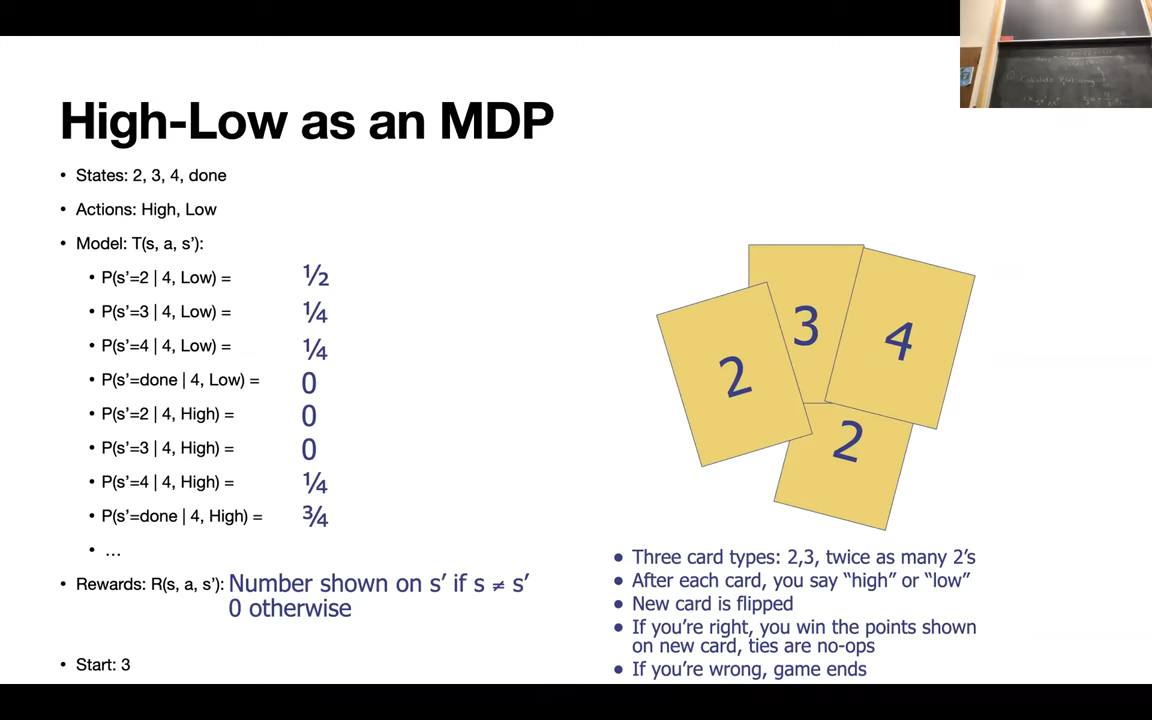 High-Low as an MDP
• States: 2, 3, 4, done
• Actions: High, Low
• Model: T(s, a, s’):
• P(s’=2 | 4, Low) = ½
• P(s’=3 | 4, Low) = ¼
• P(s’=4 | 4, Low) = ¼
• P(s’=done | 4, Low) = 0
• P(s’=2 | 4, High) = 0
• P(s’=3 | 4, High) = 0
• P(s’=4 | 4, High) = ¼
• P(s’=done | 4, High) = ¾
• …
• Rewards: R(s, a, s’): Number shown on s’ if s ≠ s’
0 otherwise
• Start: 3
3
4
2
2
• Three card types: 2,3, twice as many 2’s
• After each card, you say “high” or “low”
• New card is flipped
• If you’re right, you win the points shown
on new card, ties are no-ops
• If you’re wrong, game ends